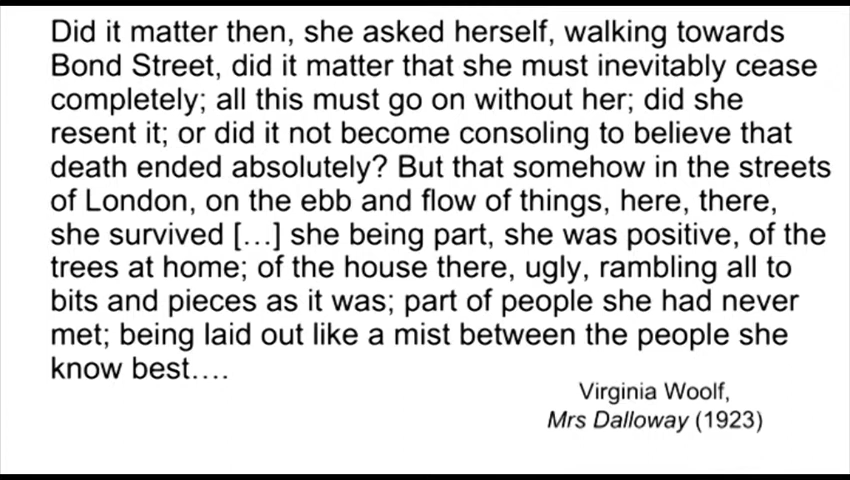 Did it matter then, she asked herself, walking towards
Bond Street, did it matter that she must inevitably cease
completely; all this must go on without her; did she
resent it; or did it not become consoling to believe that
death ended absolutely? But that somehow in the streets
of London, on the ebb and flow of things, here, there,
she survived […] she being part, she was positive, of the
trees at home; of the house there, ugly, rambling all to
bits and pieces as it was; part of people she had never
met; being laid out like a mist between the people she
know best….
Virginia Woolf,
Mrs Dalloway (1923)